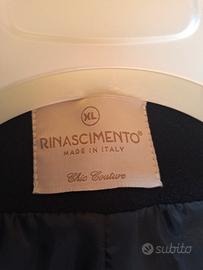 XL
RINASCIMENTO®
MADE IN ITALY
Chic Couture
subito